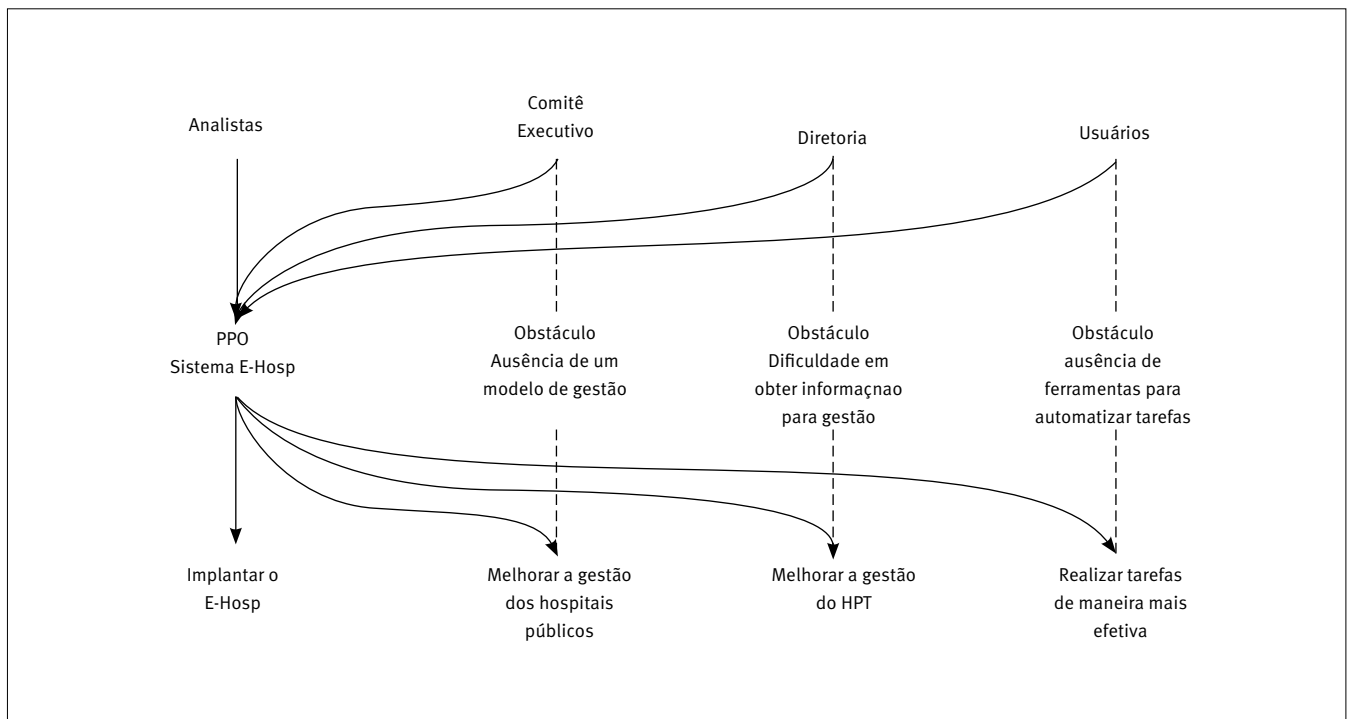 Analistas
Comitê
Executivo
Diretoria
Usuários
PPO
Sistema E-Hosp
Obstáculo
Ausência de um
modelo de gestão
Obstáculo
Dificuldade em
obter informaçnao
para gestão
Obstáculo
ausência de
ferramentas para
automatizar tarefas
Implantar o
E-Hosp
Melhorar a gestão
dos hospitais
públicos
Melhorar a gestão
do HPT
Realizar tarefas
de maneira mais
efetiva